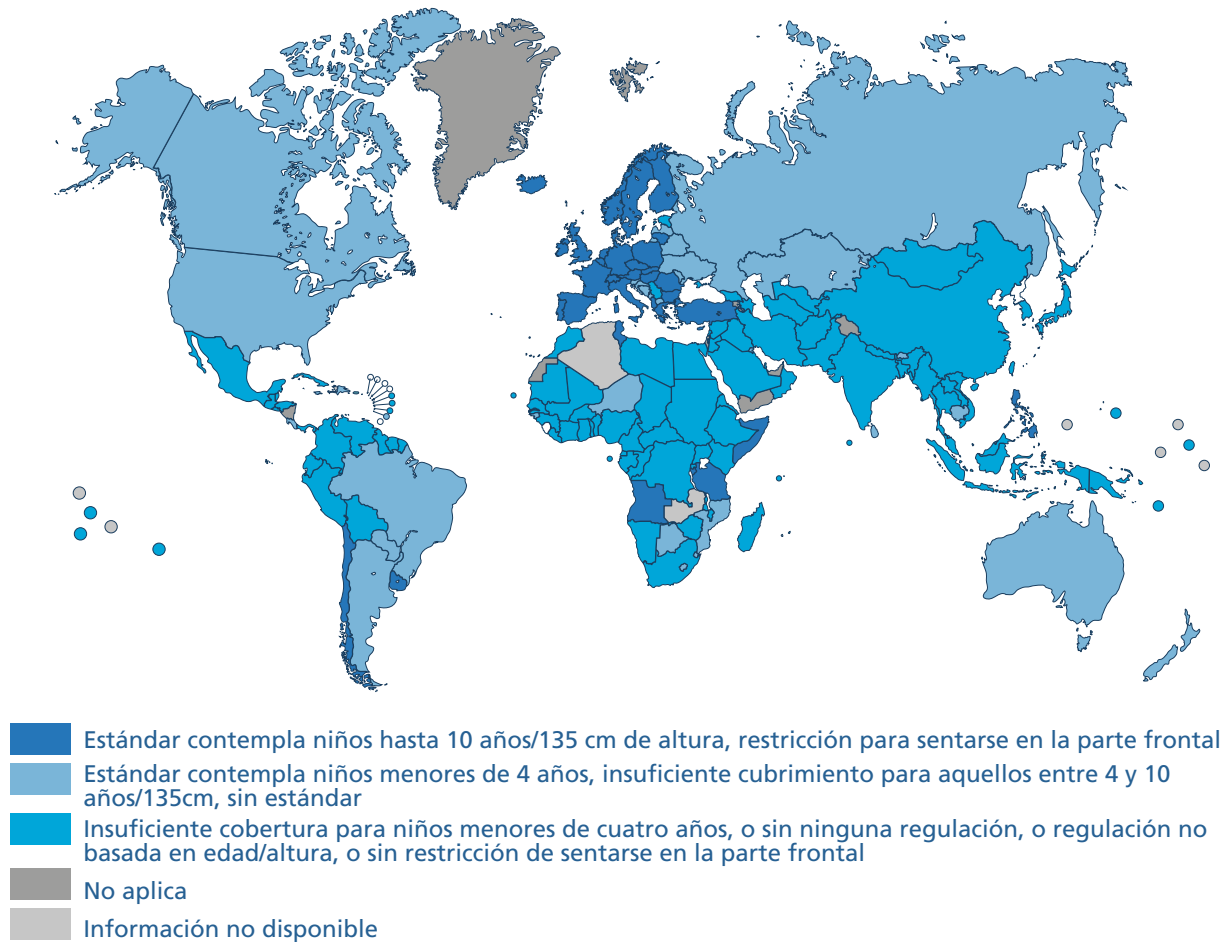 Estándar contempla niños hasta 10 años/135 cm de altura, restricción para sentarse en la parte frontal
Estándar contempla niños menores de 4 años, insuficiente cubrimiento para aquellos entre 4 y 10
años/135cm, sin estándar
Insuficiente cobertura para niños menores de cuatro años, o sin ninguna regulación, o regulación no
basada en edad/altura, o sin restricción de sentarse en la parte frontal
No aplica
Información no disponible